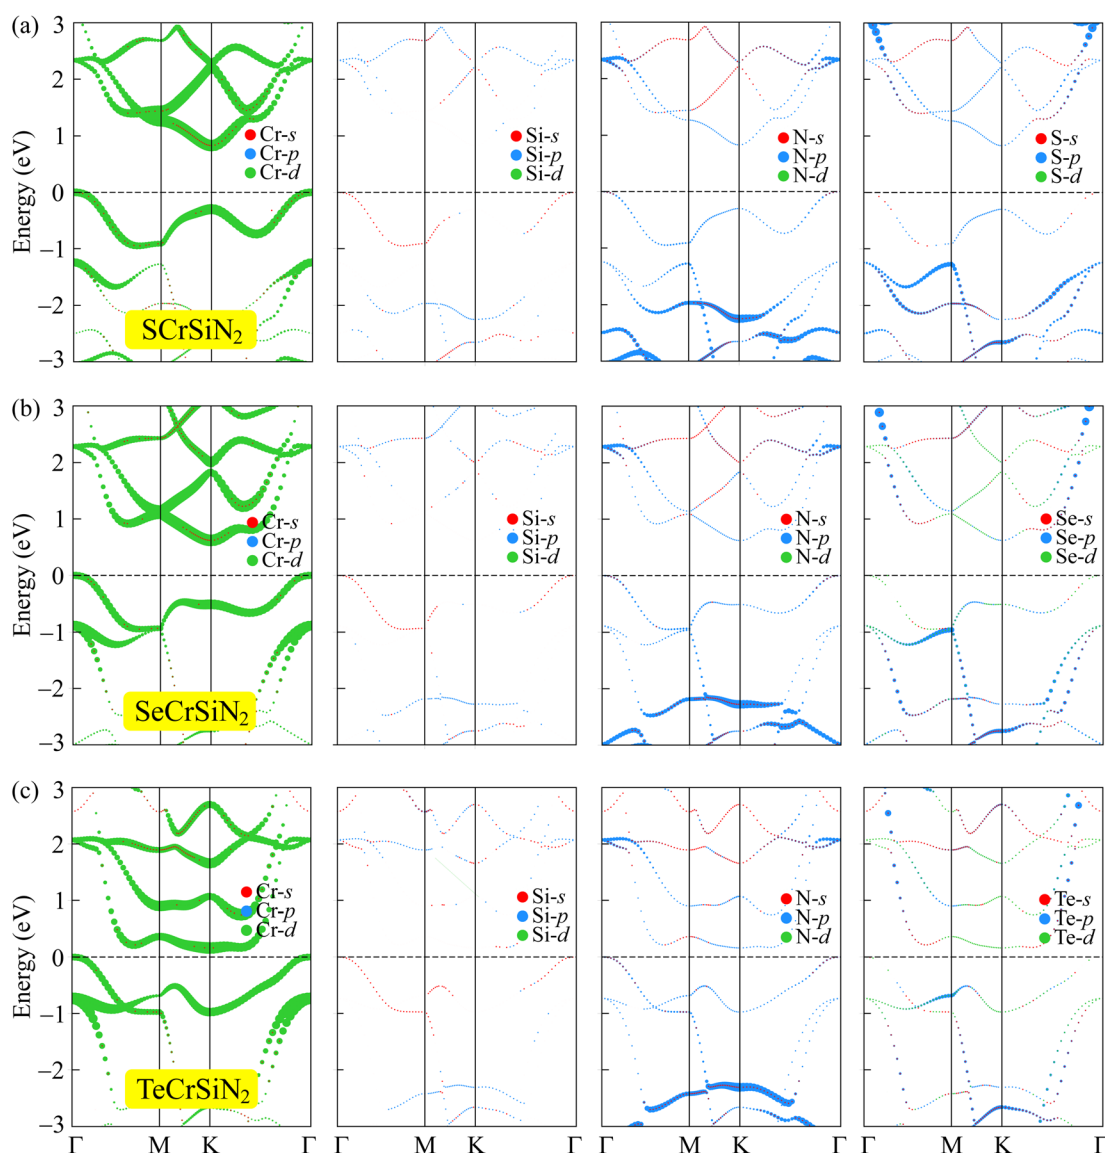 (a)
Energy (eV)
3
2
1
0
−1
−2
−3
Cr-s
Cr-p
Cr-d
SCrSiN2
Si-s
Si-p
Si-d
N-s
N-p
N-d
S-s
S-p
S-d
(b)
Energy (eV)
3
2
1
0
−1
−2
−3
Cr-s
Cr-p
Cr-d
SeCrSiN2
Si-s
Si-p
Si-d
N-s
N-p
N-d
Se-s
Se-p
Se-d
(c)
Energy (eV)
3
2
1
0
−1
−2
−3
Cr-s
Cr-p
Cr-d
TeCrSiN2
Si-s
Si-p
Si-d
N-s
N-p
N-d
Te-s
Te-p
Te-d
Γ M K Γ
Γ M K Γ
Γ M K Γ
Γ M K Γ